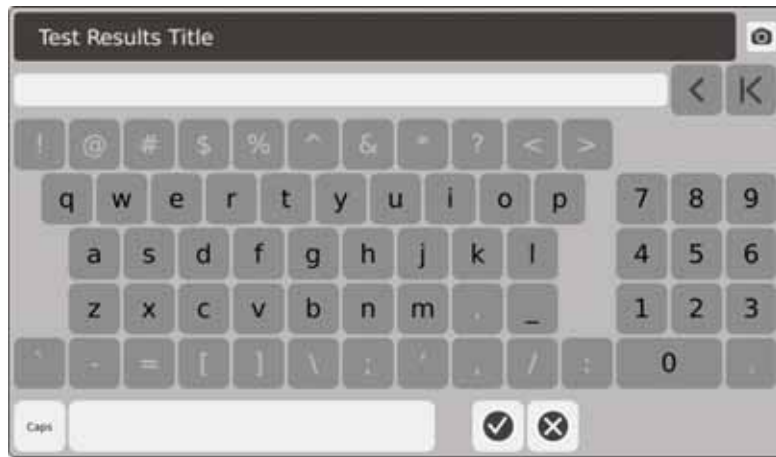 Test Results Title
! @ # $ % ^ & * ? < >
q w e r t y u i o p 7 8 9
a s d f g h j k l 4 5 6
z x c v b n m . _ 1 2 3
` - = [ ] \ ; ' , / : 0 .
Caps